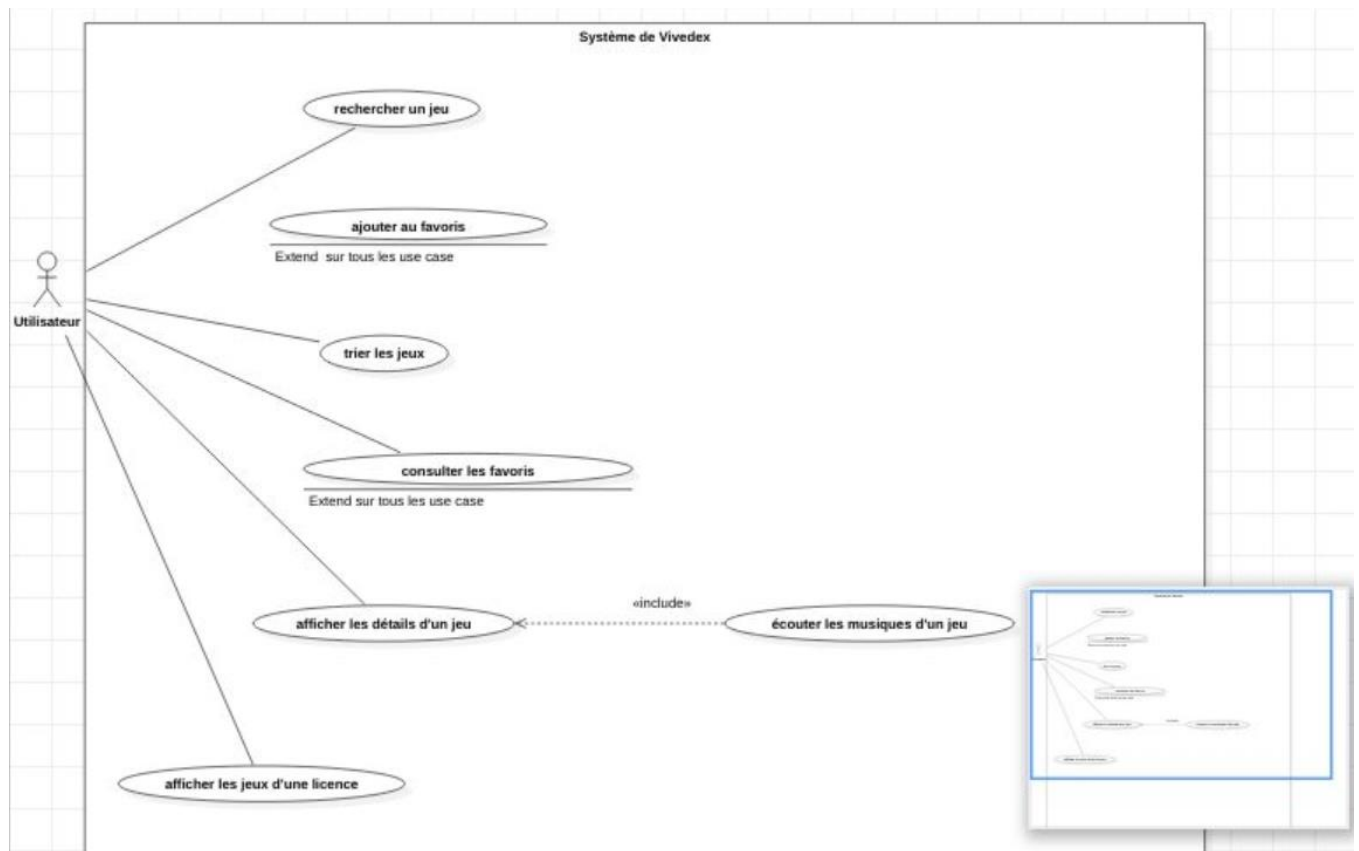 Système de Vivedex
rechercher un jeu
ajouter au favoris
Extend sur tous les use case
Utilisateur
trier les jeux
consulter les favoris
Extend sur tous les use case
«include»
afficher les détails d'un jeu
écouter les musiques d'un jeu
afficher les jeux d'une licence